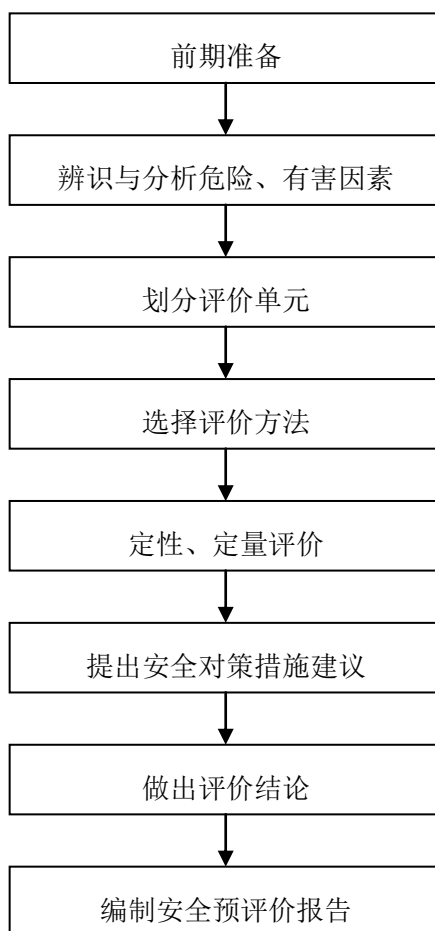 前期准备
辨识与分析危险、有害因素
划分评价单元
选择评价方法
定性、定量评价
提出安全对策措施建议
做出评价结论
编制安全预评价报告